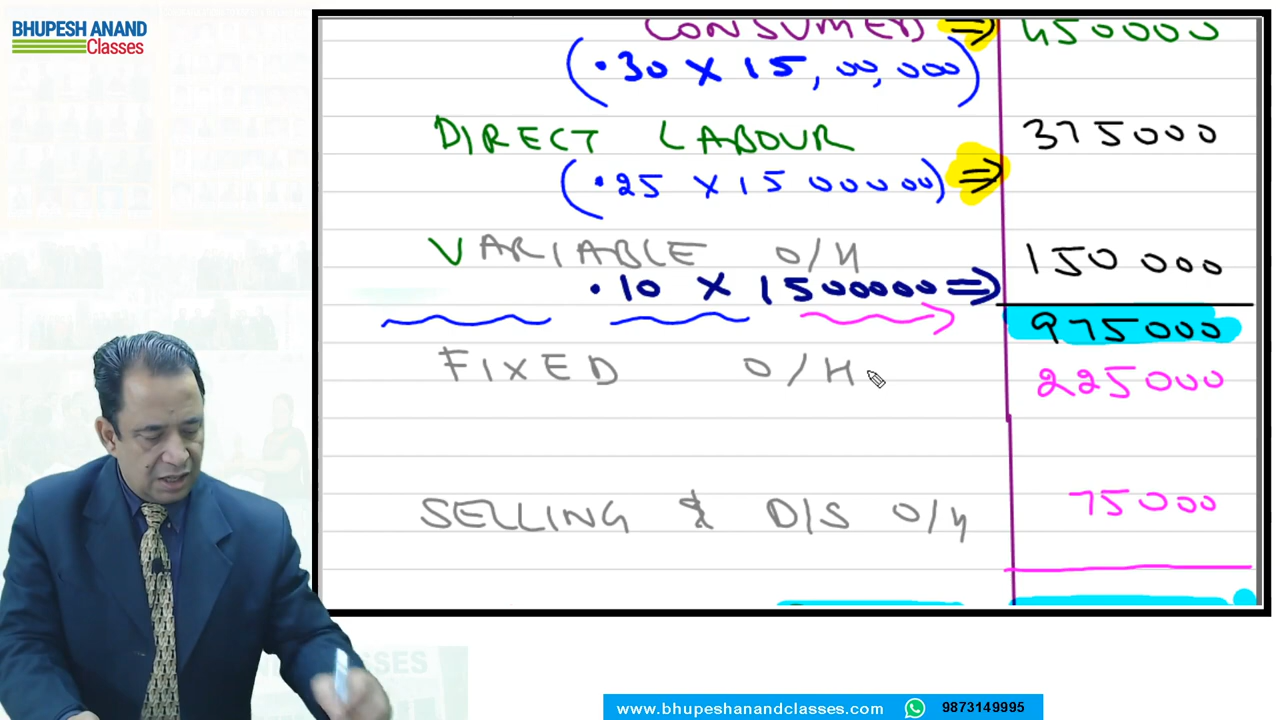 BHUPESH ANAND
Classes
CONSUMED ⇒ 450000
(.30 X 15,00,000)
DIRECT LABOUR 375000
(.25 X 1500000) ⇒
VARIABLE O/H 150000
.10 X 1500000 ⇒
975000
FIXED O/H 225000
SELLING & DIS O/H 75000
www.bhupeshanandclasses.com 9873149995